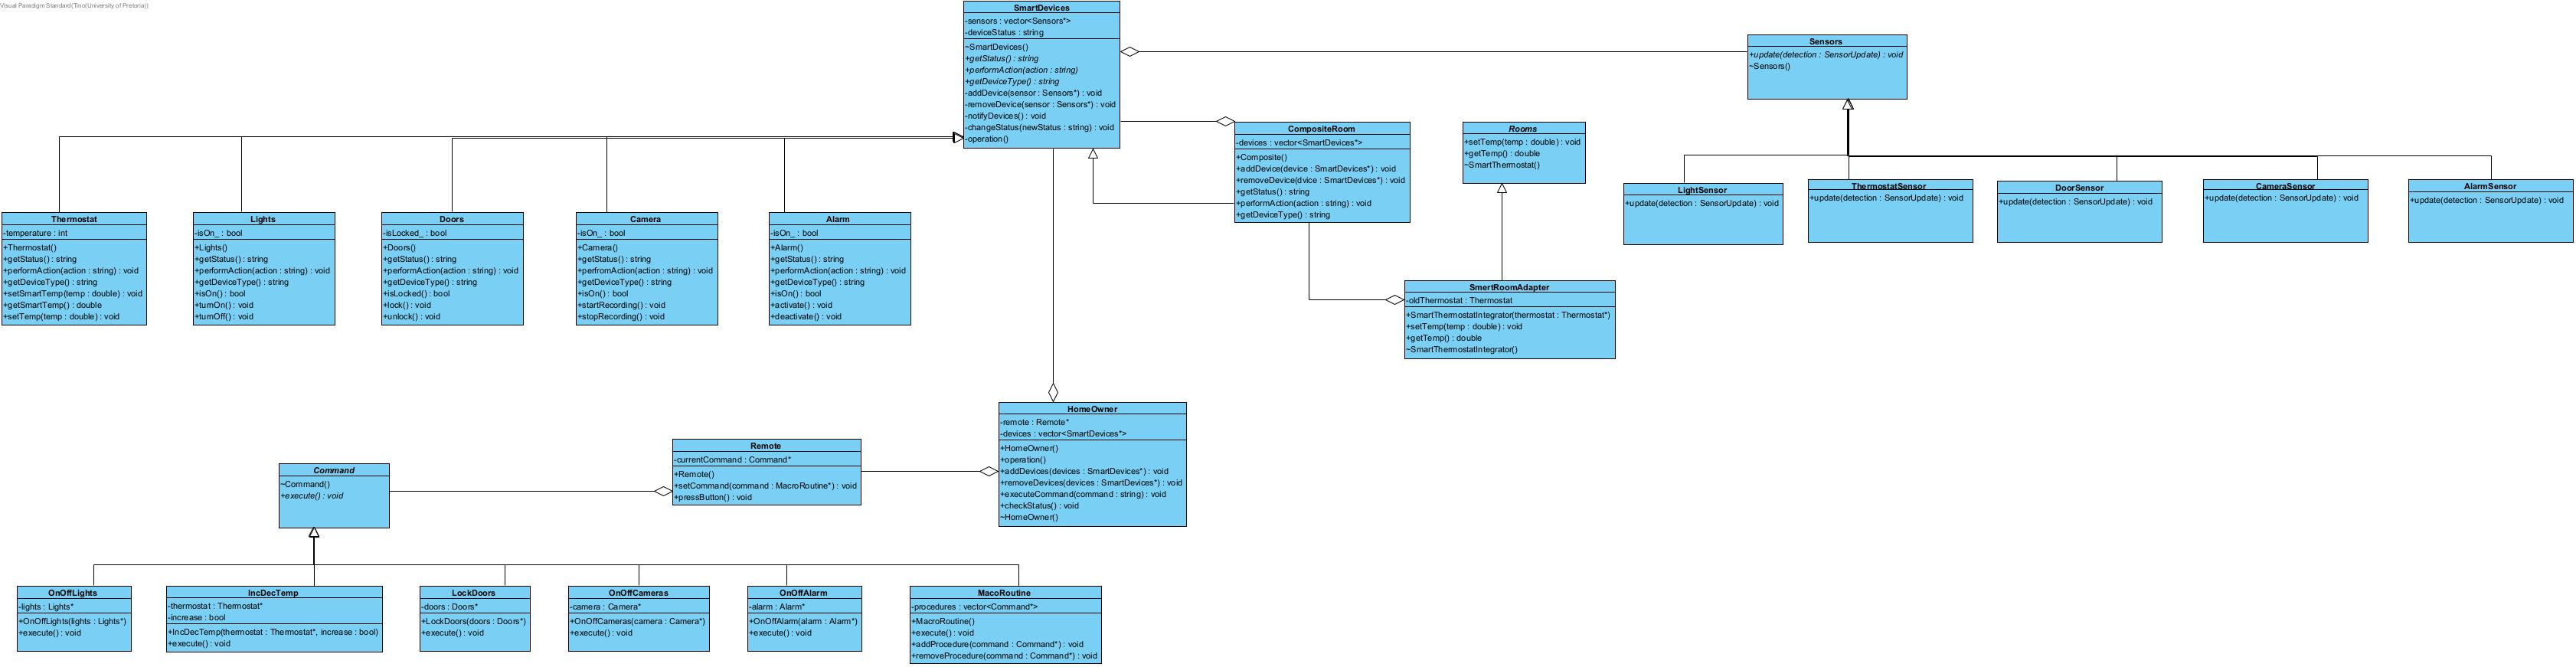 Visual Paradigm Standard(Tino(University of Pretoria))
SmartDevices
-sensors : vector<Sensors*>
-deviceStatus : string
~SmartDevices()
+getStatus() : string
+performAction(action : string)
+getDeviceType() : string
-addDevice(sensor : Sensors*) : void
-removeDevice(sensor : Sensors*) : void
-notifyDevices() : void
-changeStatus(newStatus : string) : void
-operation()
Sensors
+update(detection : SensorUpdate) : void
~Sensors()
CompositeRoom
-devices : vector<SmartDevices*>
+Composite()
+addDevice(device : SmartDevices*) : void
+removeDevice(dvice : SmartDevices*) : void
+getStatus() : string
+performAction(action : string) : void
+getDeviceType() : string
Rooms
+setTemp(temp : double) : void
+getTemp() : double
~SmartThermostat()
LightSensor
+update(detection : SensorUpdate) : void
ThermostatSensor
+update(detection : SensorUpdate) : void
DoorSensor
+update(detection : SensorUpdate) : void
CameraSensor
+update(detection : SensorUpdate) : void
AlarmSensor
+update(detection : SensorUpdate) : void
Thermostat
-temperature : int
+Thermostat()
+getStatus() : string
+performAction(action : string) : void
+getDeviceType() : string
+setSmartTemp(temp : double) : void
+getSmartTemp() : double
+setTemp(temp : double) : void
Lights
-isOn_ : bool
+Lights()
+getStatus() : string
+performAction(action : string) : void
+getDeviceType() : string
+isOn() : bool
+turnOn() : void
+turnOff() : void
Doors
-isLocked_ : bool
+Doors()
+getStatus() : string
+performAction(action : string) : void
+getDeviceType() : string
+isLocked() : bool
+lock() : void
+unlock() : void
Camera
-isOn_ : bool
+Camera()
+getStatus() : string
+perfromAction(action : string) : void
+getDeviceType() : string
+isOn() : bool
+startRecording() : void
+stopRecording() : void
Alarm
-isOn_ : bool
+Alarm()
+getStatus() : string
+performAction(action : string) : void
+getDeviceType() : string
+isOn() : bool
+activate() : void
+deactivate() : void
SmertRoomAdapter
-oldThermostat : Thermostat
+SmartThermostatIntegrator(thermostat : Thermostat*)
+setTemp(temp : double) : void
+getTemp() : double
~SmartThermostatIntegrator()
HomeOwner
-remote : Remote*
-devices : vector<SmartDevices*>
+HomeOwner()
+operation()
+addDevices(devices : SmartDevices*) : void
+removeDevices(devices : SmartDevices*) : void
+executeCommand(command : string) : void
+checkStatus() : void
~HomeOwner()
Remote
-currentCommand : Command*
+Remote()
+setCommand(command : MacroRoutine*) : void
+pressButton() : void
Command
~Command()
+execute() : void
OnOffLights
-lights : Lights*
+OnOffLights(lights : Lights*)
+execute() : void
IncDecTemp
-thermostat : Thermostat*
-increase : bool
+IncDecTemp(thermostat : Thermostat*, increase : bool)
+execute() : void
LockDoors
-doors : Doors*
+LockDoors(doors : Doors*)
+execute() : void
OnOffCameras
-camera : Camera*
+OnOffCameras(camera : Camera*)
+execute() : void
OnOffAlarm
-alarm : Alarm*
+OnOffAlarm(alarm : Alarm*)
+execute() : void
MacoRoutine
-procedures : vector<Command*>
+MacroRoutine()
+execute() : void
+addProcedure(command : Command*) : void
+removeProcedure(command : Command*) : void